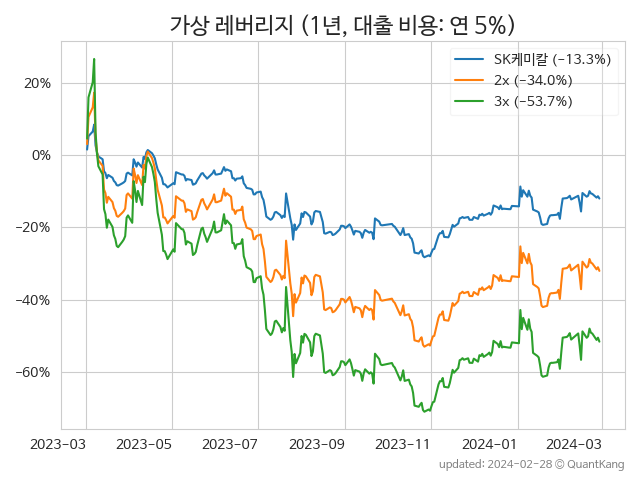 가상 레버리지 (1년, 대출 비용: 연 5%)
SK케미칼 (−13.3%)
2x (−34.0%)
3x (−53.7%)
20%
0%
−20%
−40%
−60%
2023-03 2023-05 2023-07 2023-09 2023-11 2024-01 2024-03
updated: 2024-02-28 © QuantKang